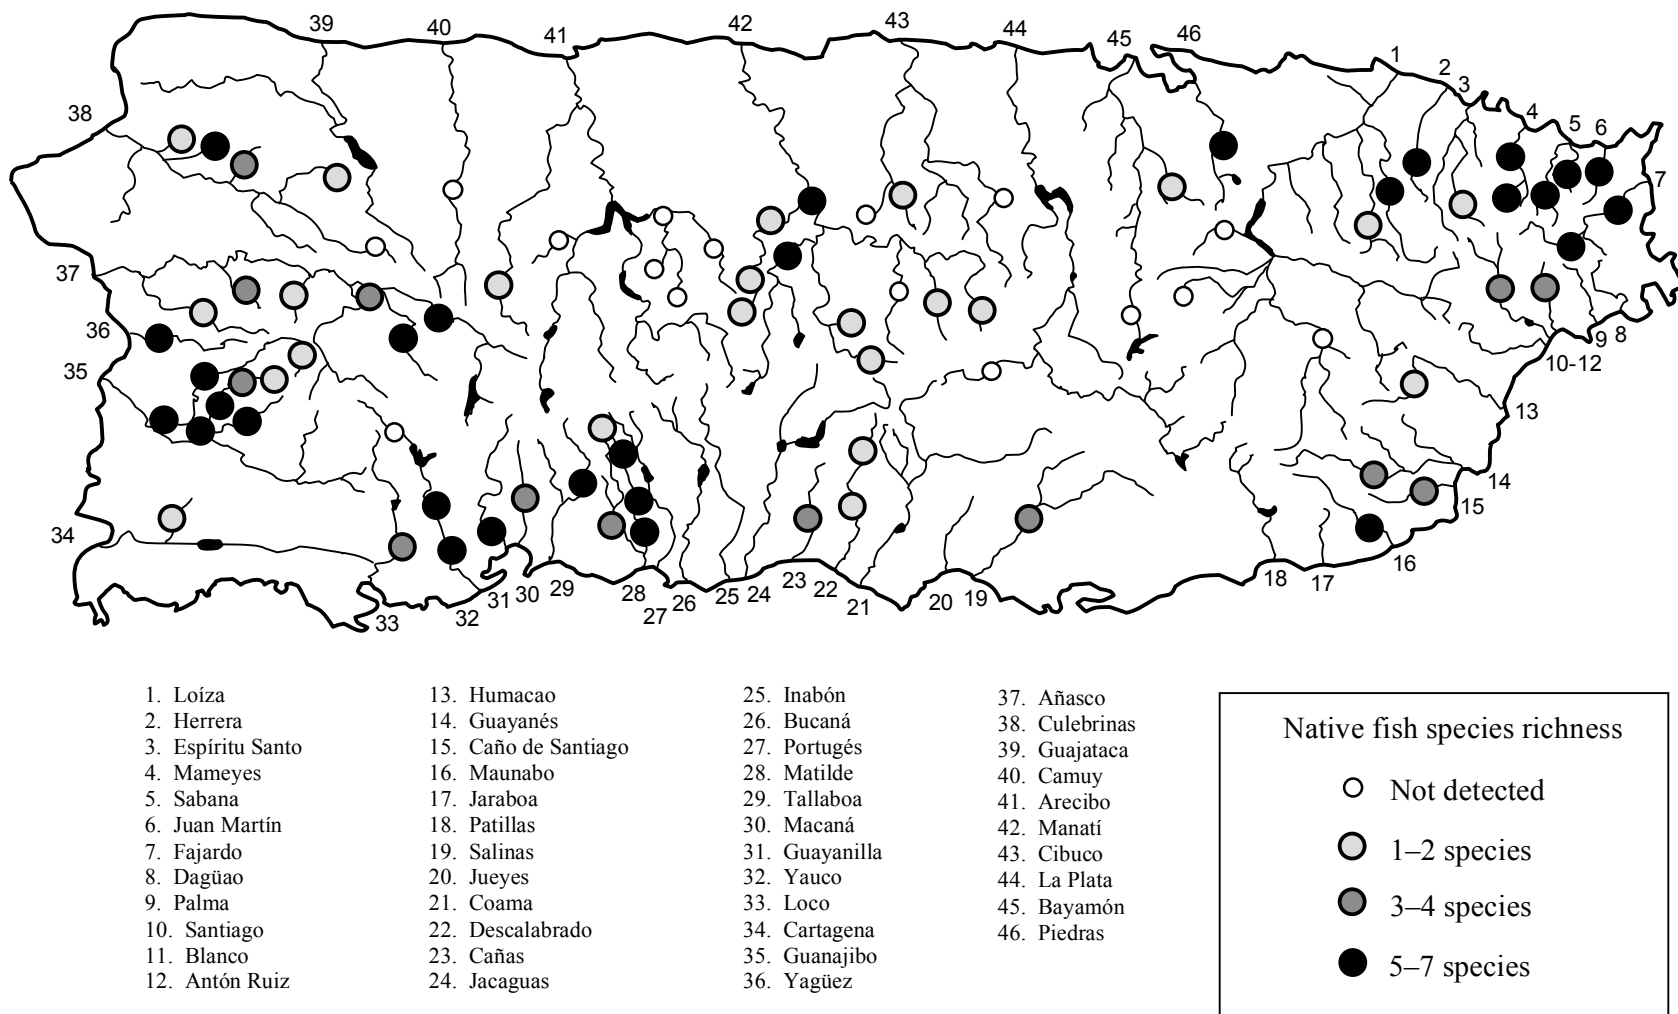 39
40
41
42
43
44
45
46
1
2
3
4
5
6
7
8
9
10-12
13
14
15
16
17
18
19
20
21
22
23
24
25
26
27
28
29
30
31
32
33
34
35
36
37
38
1. Loíza
2. Herrera
3. Espíritu Santo
4. Mameyes
5. Sabana
6. Juan Martín
7. Fajardo
8. Dagüao
9. Palma
10. Santiago
11. Blanco
12. Antón Ruiz
13. Humacao
14. Guayanés
15. Caño de Santiago
16. Maunabo
17. Jaraboa
18. Patillas
19. Salinas
20. Jueyes
21. Coama
22. Descalabrado
23. Cañas
24. Jacaguas
25. Inabón
26. Bucaná
27. Portugés
28. Matilde
29. Tallaboa
30. Macaná
31. Guayanilla
32. Yauco
33. Loco
34. Cartagena
35. Guanajibo
36. Yagüez
37. Añasco
38. Culebrinas
39. Guajataca
40. Camuy
41. Arecibo
42. Manatí
43. Cibuco
44. La Plata
45. Bayamón
46. Piedras
Native fish species richness
Not detected
1–2 species
3–4 species
5–7 species